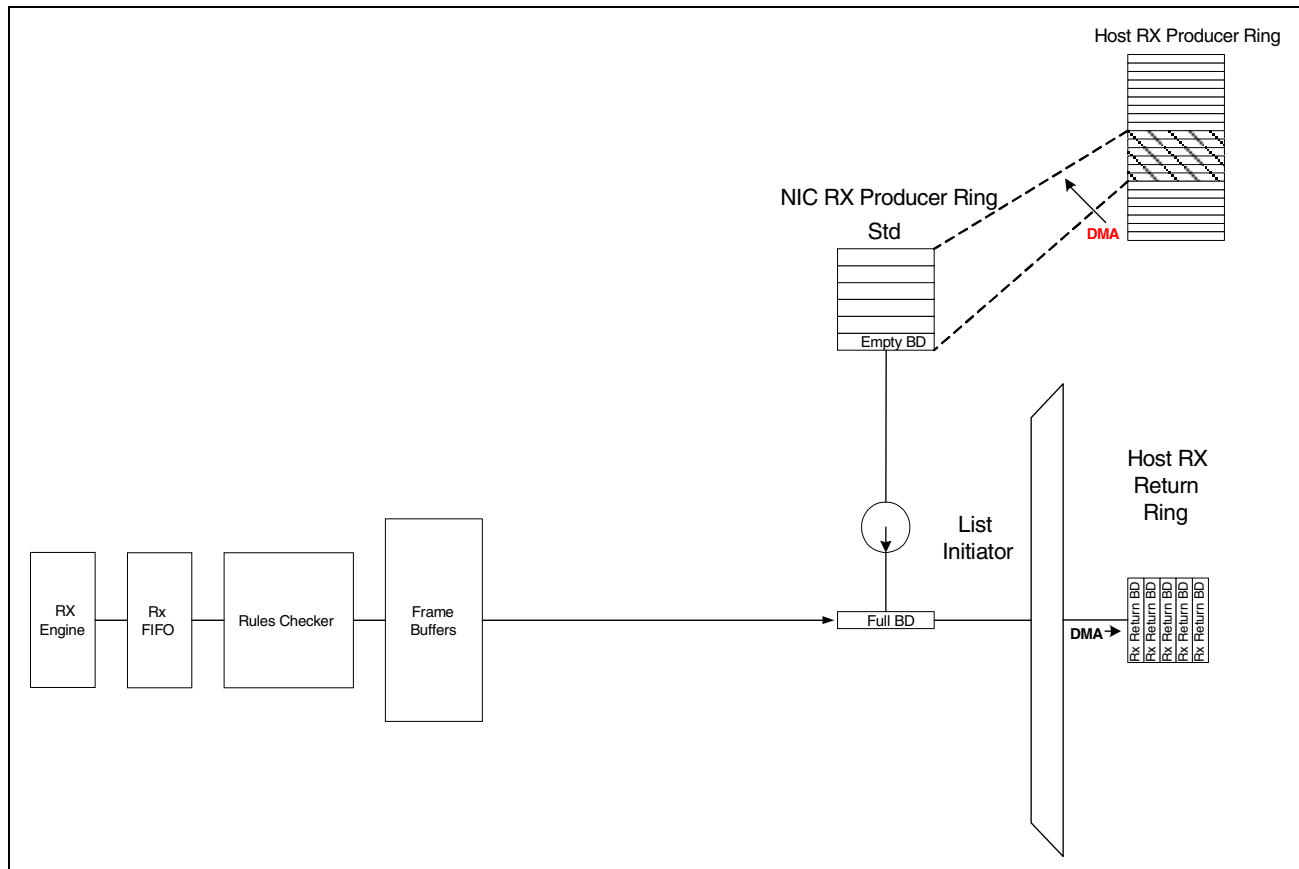 Host RX Producer Ring
NIC RX Producer Ring
Std
DMA
Empty BD
Host RX
Return
Ring
List
Initiator
RX
Engine
Rx
FIFO
Rules Checker
Frame
Buffers
Full BD
DMA
Rx Return BD
Rx Return BD
Rx Return BD
Rx Return BD
Rx Return BD